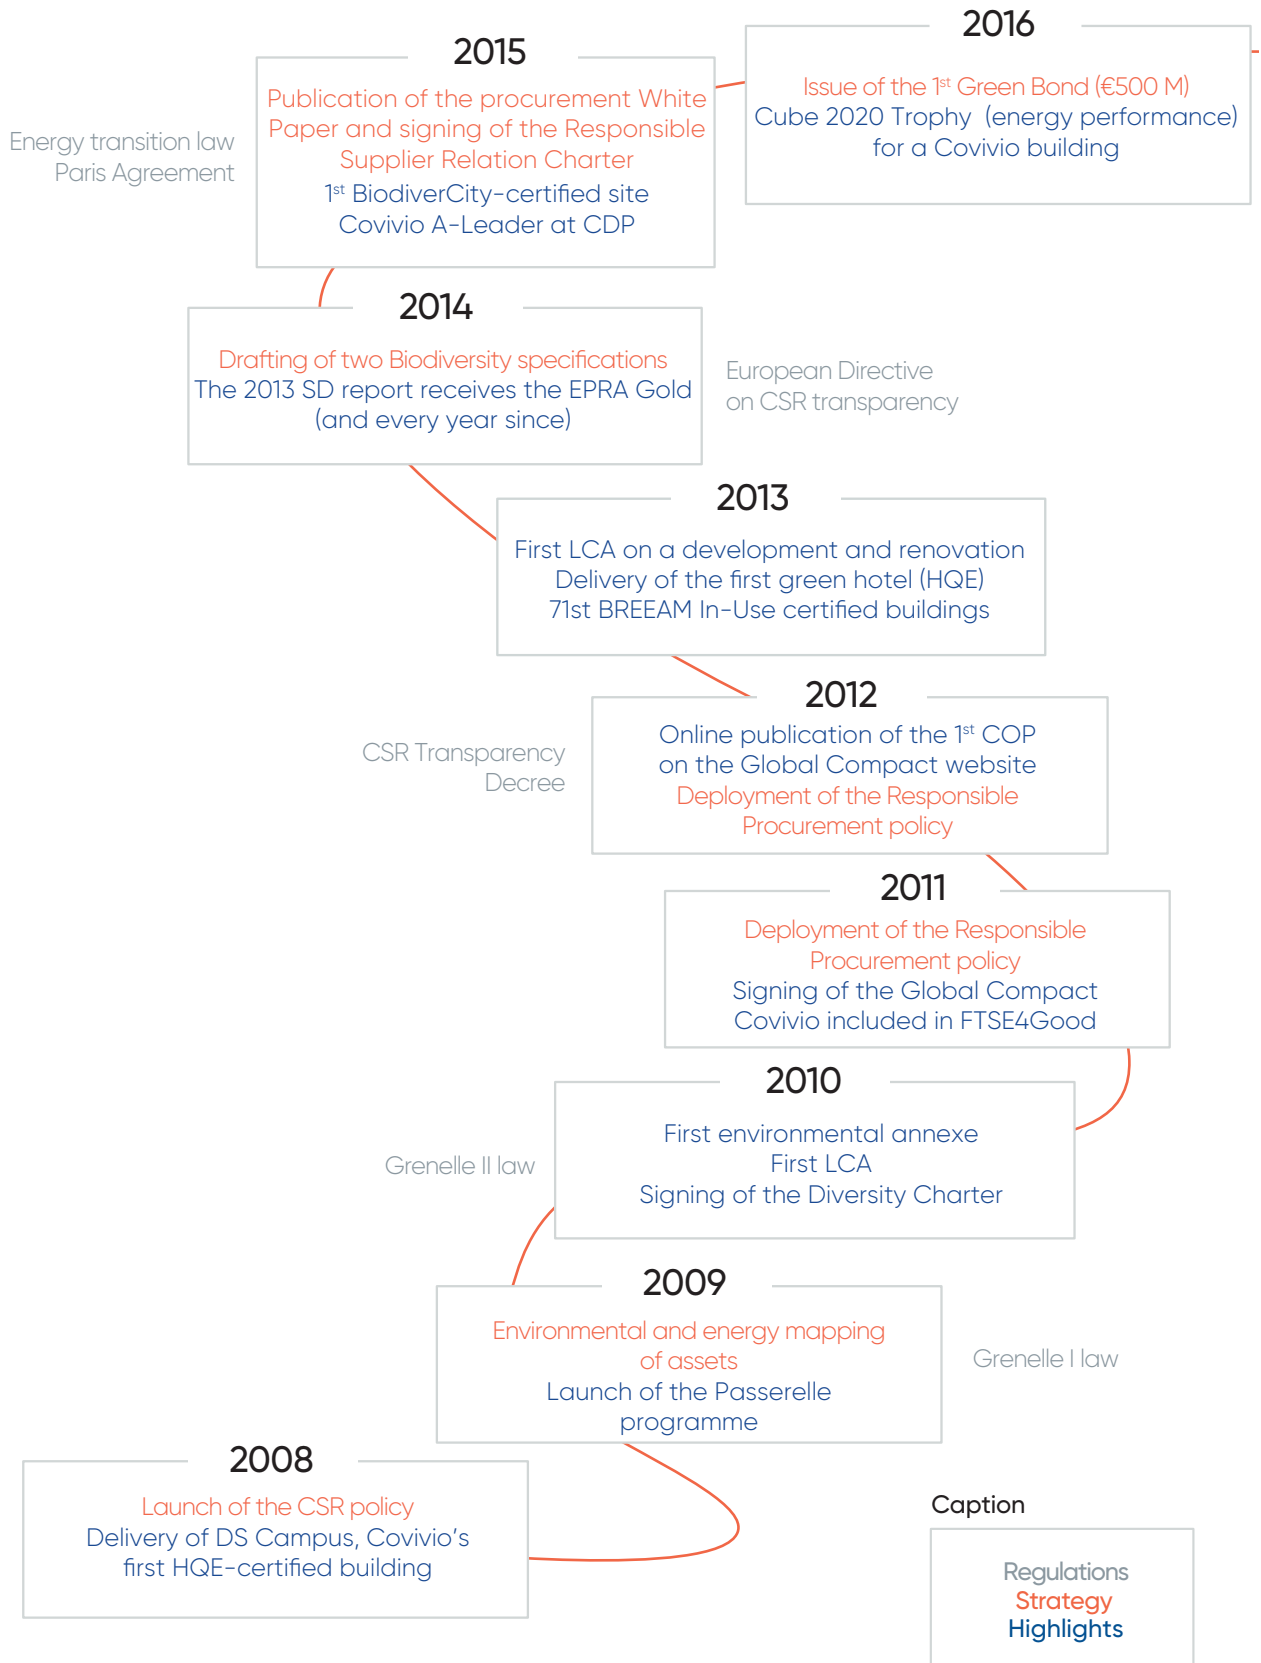 2016
Issue of the 1st Green Bond (€500 M)
Cube 2020 Trophy (energy performance)
for a Covivio building
2015
Publication of the procurement White
Paper and signing of the Responsible
Supplier Relation Charter
1st BiodiverCity-certified site
Covivio A-Leader at CDP
Energy transition law
Paris Agreement
2014
Drafting of two Biodiversity specifications
The 2013 SD report receives the EPRA Gold
(and every year since)
European Directive
on CSR transparency
2013
First LCA on a development and renovation
Delivery of the first green hotel (HQE)
71st BREEAM In-Use certified buildings
2012
Online publication of the 1st COP
on the Global Compact website
Deployment of the Responsible
Procurement policy
CSR Transparency
Decree
2011
Deployment of the Responsible
Procurement policy
Signing of the Global Compact
Covivio included in FTSE4Good
2010
First environmental annexe
First LCA
Signing of the Diversity Charter
Grenelle II law
2009
Environmental and energy mapping
of assets
Launch of the Passerelle
programme
Grenelle I law
2008
Launch of the CSR policy
Delivery of DS Campus, Covivio's
first HQE-certified building
Caption
Regulations
Strategy
Highlights